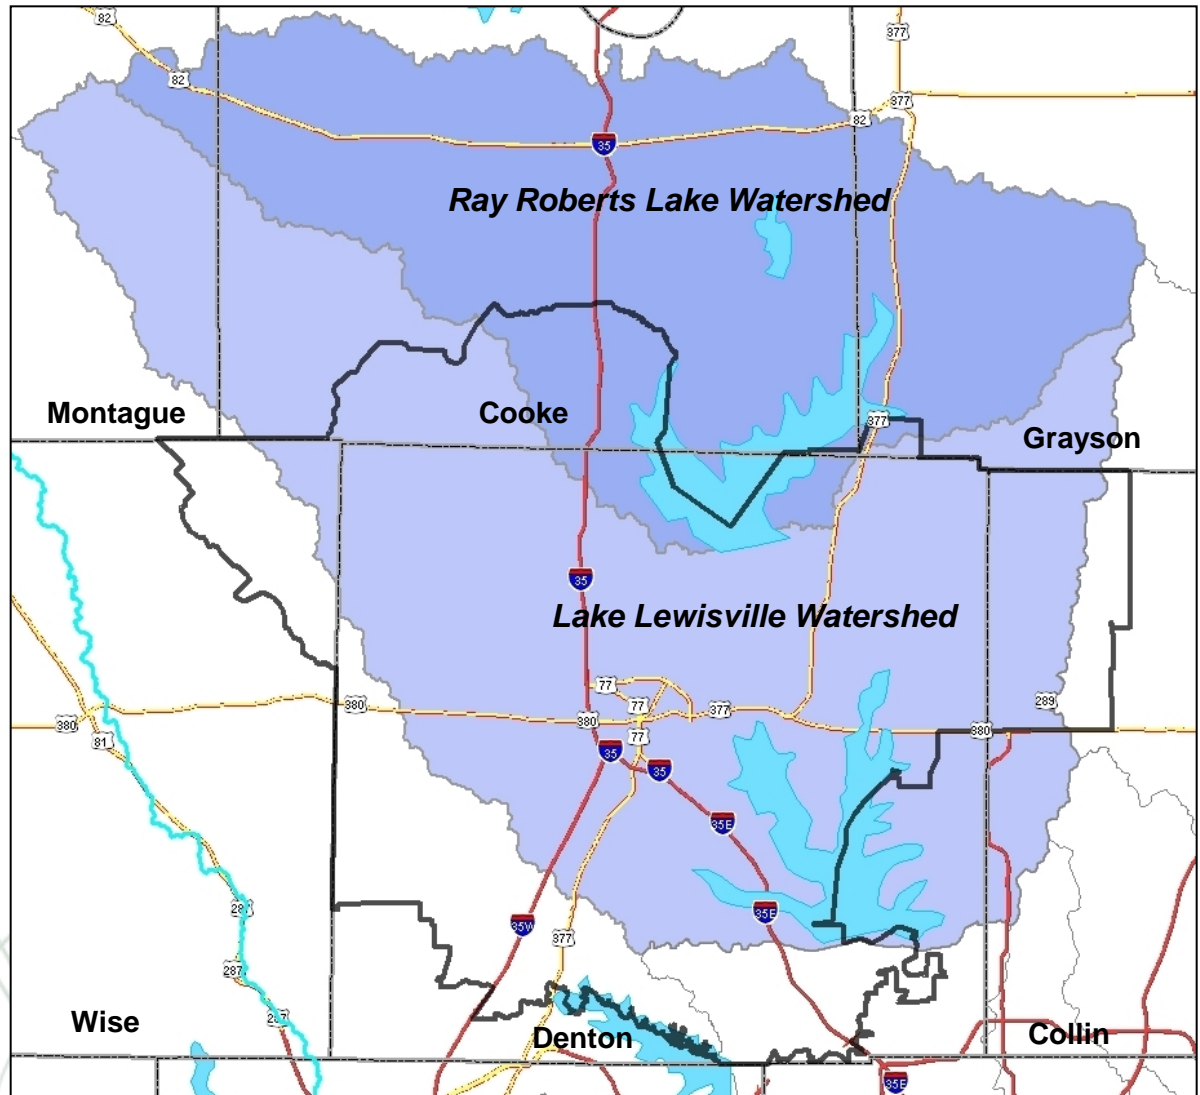 82
377
82
377
82
35
Ray Roberts Lake Watershed
Montague
Cooke
377
Grayson
35
Lake Lewisville Watershed
77
289
380
77
377
380
380
380
77
81
35
35
35E
287
35E
35W
377
287
287
Wise
Denton
Collin
35E